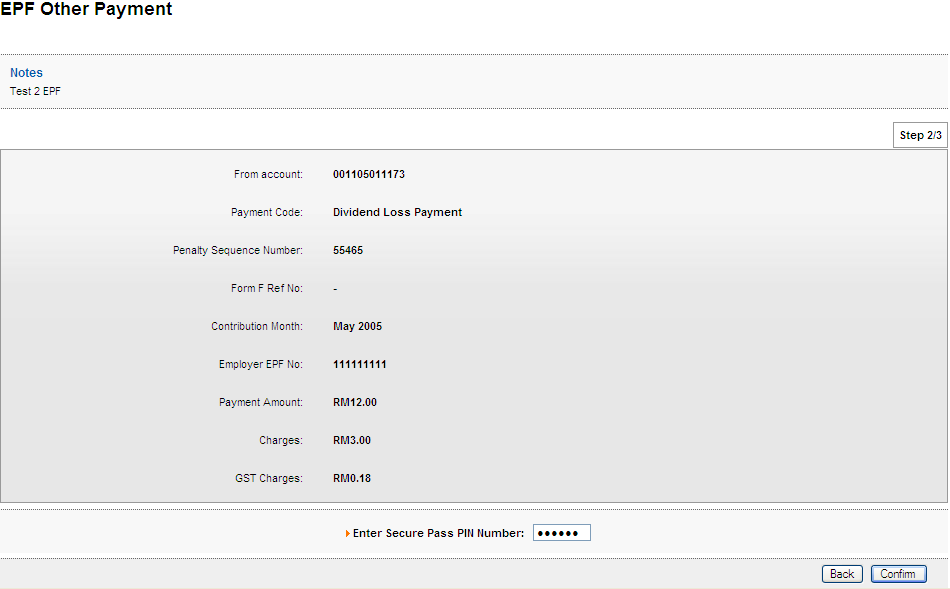 EPF Other Payment
Notes
Test 2 EPF
Step 2/3
From account: 001105011173
Payment Code: Dividend Loss Payment
Penalty Sequence Number: 55465
Form F Ref No: -
Contribution Month: May 2005
Employer EPF No: 111111111
Payment Amount: RM12.00
Charges: RM3.00
GST Charges: RM0.18
Enter Secure Pass PIN Number: ••••••
Back Confirm